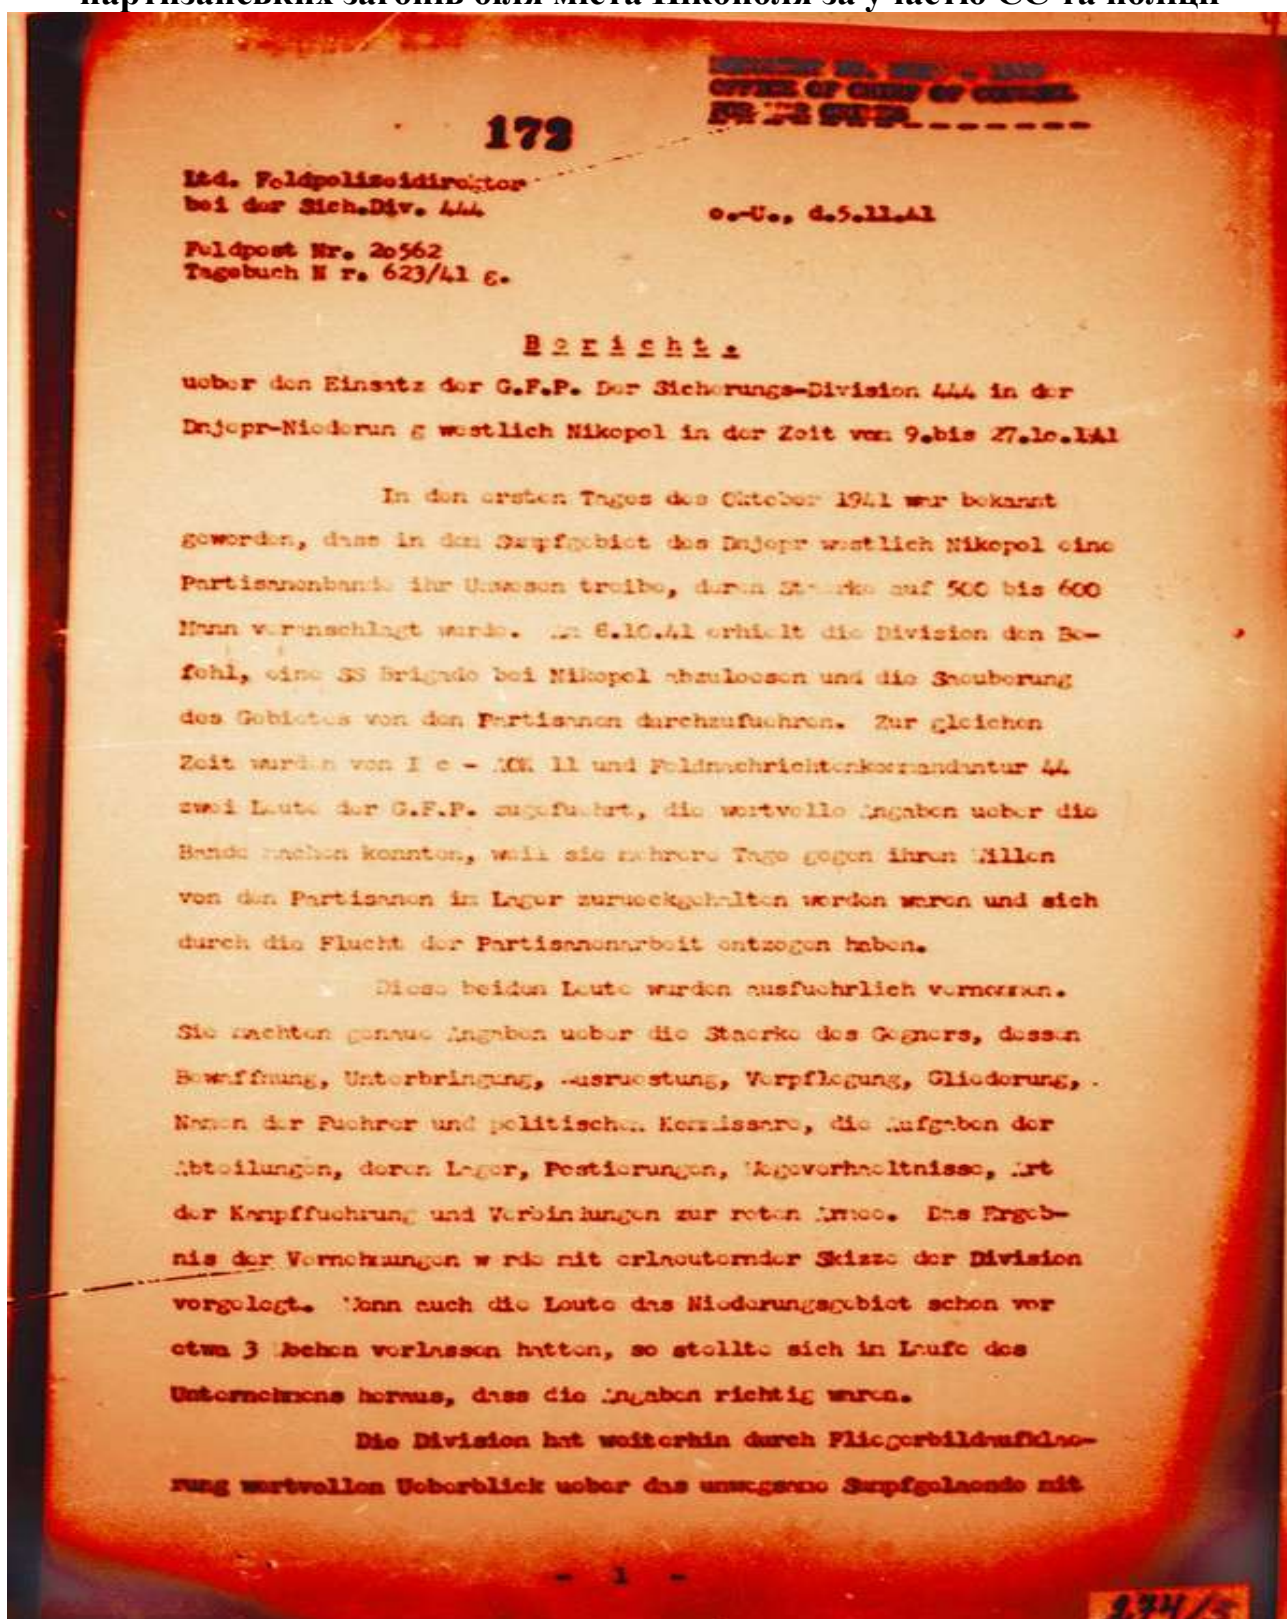 партизанських загонів біля міста Нікополя за участю СС та поліції
OFFICE OF CHIEF OF COUNSEL
172
Ltd. Feldpolizeidirektor
bei der Sich.Div. 444
o.-U., d.5.11.41
Feldpost Nr. 20562
Tagebuch N r. 623/41 g.
B e r i c h t .
ueber den Einsatz der G.F.P. Der Sicherungs-Division 444 in der
Dnjepr-Niederun g westlich Nikopol in der Zeit vom 9.bis 27.10.141
In den ersten Tages des Oktober 1941 war bekannt
geworden, dass in dem Sumpfgebiet des Dnjepr westlich Nikopol eine
Partisanenbande ihr Unwesen treibe, deren Staerke auf 500 bis 600
Mann veranschlagt wurde. Am 6.10.41 erhielt die Division den Be-
fehl, eine SS Brigade bei Nikopol abzuloesen und die Saeuberung
des Gebietes von den Partisanen durchzufuehren. Zur gleichen
Zeit wurden von I c - AOK 11 und Feldnachrichtenkommandantur 44
zwei Leute der G.F.P. zugefuehrt, die wertvolle Angaben ueber die
Bande machen konnten, weil sie mehrere Tage gegen ihren Willen
von den Partisanen im Lager zurueckgehalten worden waren und sich
durch die Flucht der Partisanenarbeit entzogen haben.
Diese beiden Leute wurden ausfuehrlich vernommen.
Sie machten genaue Angaben ueber die Staerke des Gegners, dessen
Bewaffnung, Unterbringung, Ausruestung, Verpflegung, Gliederung,
Namen der Fuehrer und politischen Kommissare, die Aufgaben der
Abteilungen, deren Lager, Postierungen, Wegeverhaeltnisse, Art
der Kampffuehrung und Verbindungen zur roten Armee. Das Ergeb-
nis der Vernehmungen w rde mit erlaeuternder Skizze der Division
vorgelegt. Wenn auch die Leute das Niederungsgebiet schon vor
etwa 3 Wochen verlassen hatten, so stellte sich im Laufe des
Unternehmens heraus, dass die Angaben richtig waren.
Die Division hat weiterhin durch Fliegerbildaufklae-
rung wertvollen Ueberblick ueber das unwegsame Sumpfgelaende mit
- 1 -